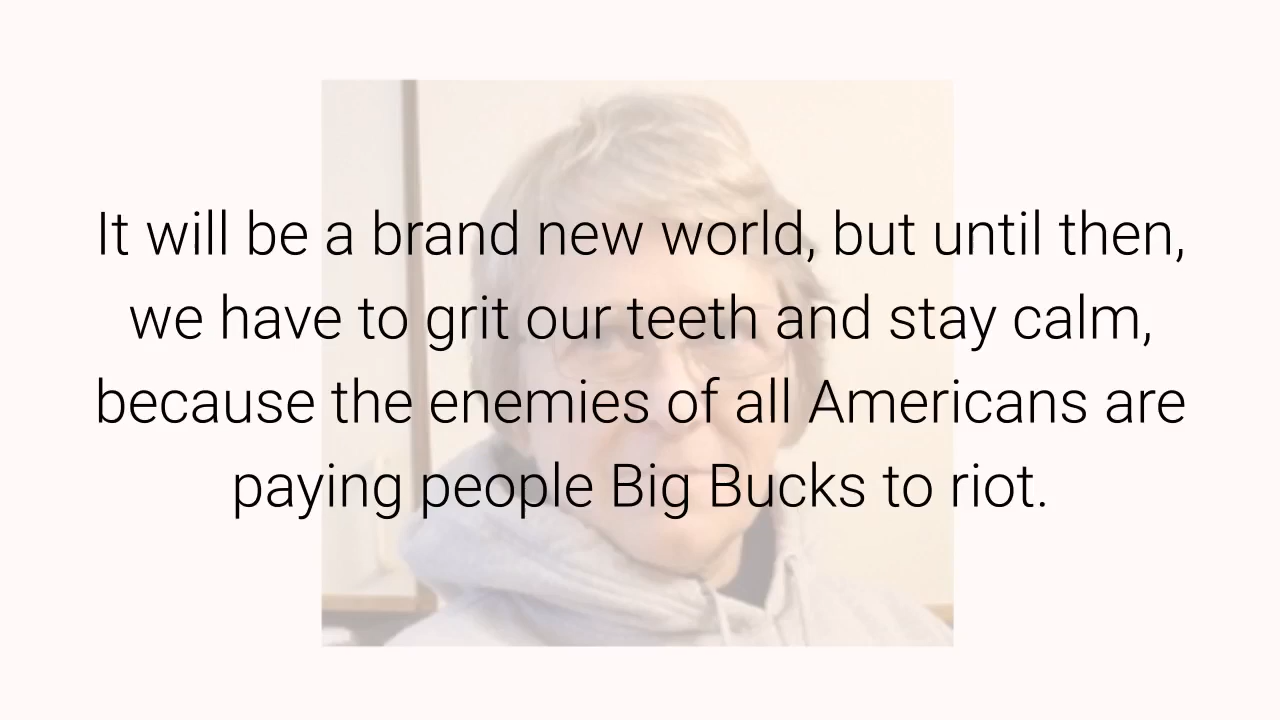 It will be a brand new world, but until then,
we have to grit our teeth and stay calm,
because the enemies of all Americans are
paying people Big Bucks to riot.